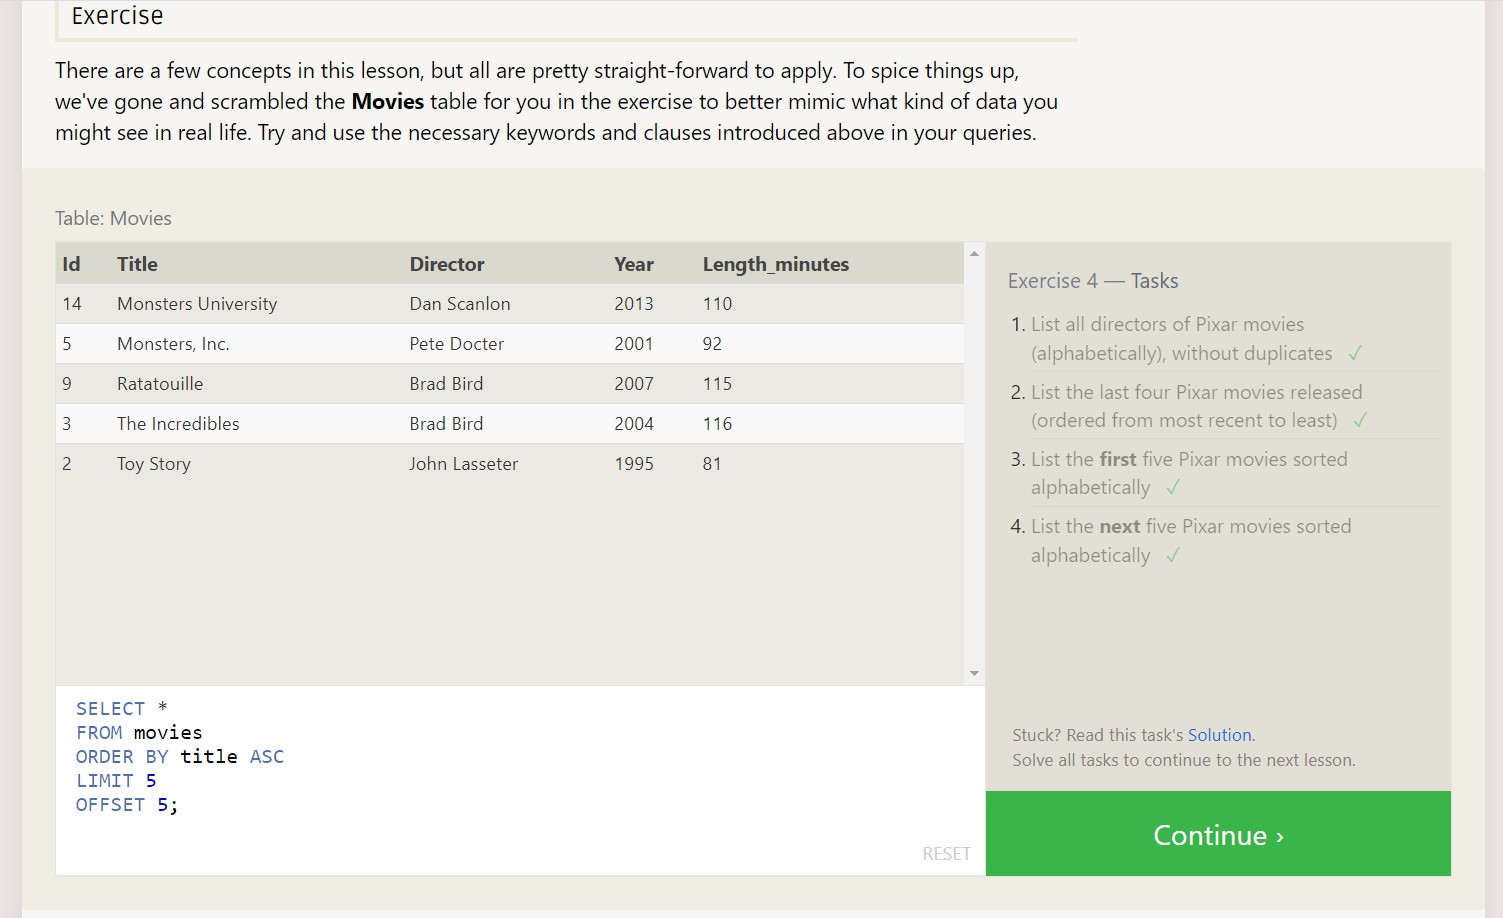 Exercise
There are a few concepts in this lesson, but all are pretty straight-forward to apply. To spice things up,
we've gone and scrambled the Movies table for you in the exercise to better mimic what kind of data you
might see in real life. Try and use the necessary keywords and clauses introduced above in your queries.
Table: Movies
Id Title Director Year Length_minutes
14 Monsters University Dan Scanlon 2013 110
5 Monsters, Inc. Pete Docter 2001 92
9 Ratatouille Brad Bird 2007 115
3 The Incredibles Brad Bird 2004 116
2 Toy Story John Lasseter 1995 81
SELECT *
FROM movies
ORDER BY title ASC
LIMIT 5
OFFSET 5;
RESET
Exercise 4 — Tasks
1. List all directors of Pixar movies
(alphabetically), without duplicates ✓
2. List the last four Pixar movies released
(ordered from most recent to least) ✓
3. List the first five Pixar movies sorted
alphabetically ✓
4. List the next five Pixar movies sorted
alphabetically ✓
Stuck? Read this task's Solution.
Solve all tasks to continue to the next lesson.
Continue ›